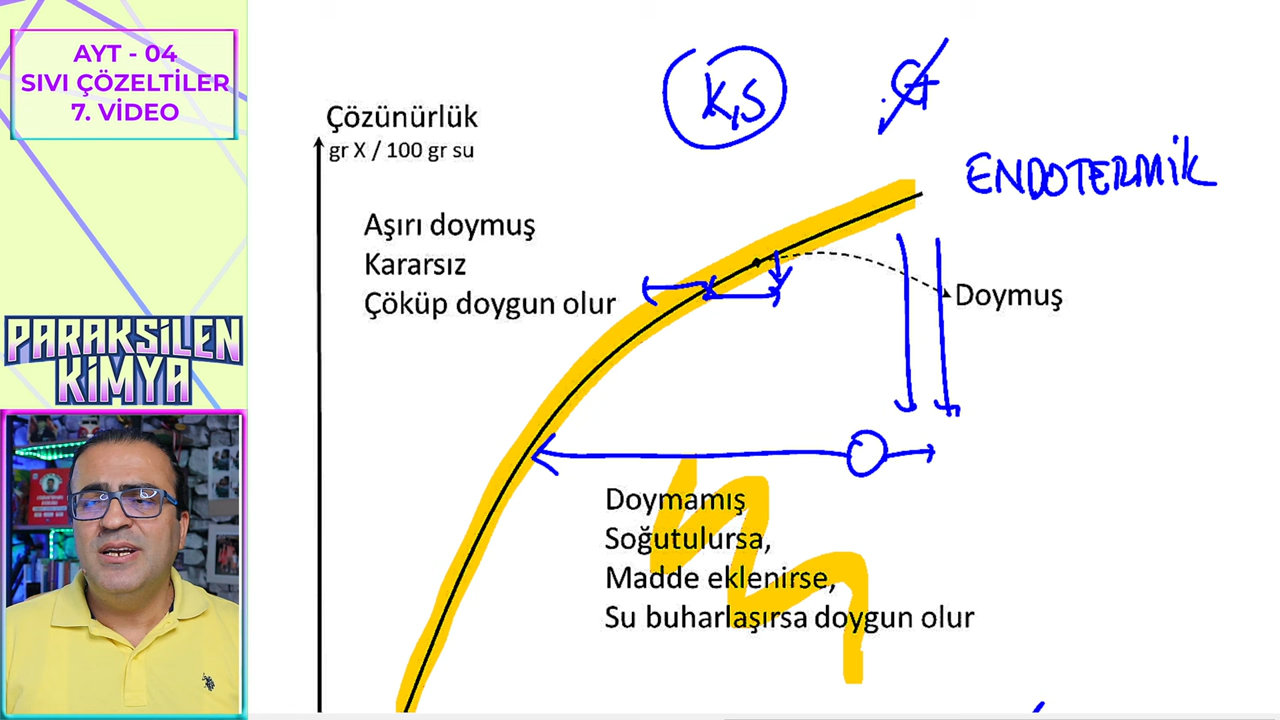 AYT - 04
SIVI ÇÖZELTİLER
7. VİDEO
PARAKSİLEN
KİMYA
K,S
G
Çözünürlük
gr X / 100 gr su
ENDOTERMİK
Aşırı doymuş
Kararsız
Çöküp doygun olur
Doymuş
Doymamış
Soğutulursa,
Madde eklenirse,
Su buharlaşırsa doygun olur